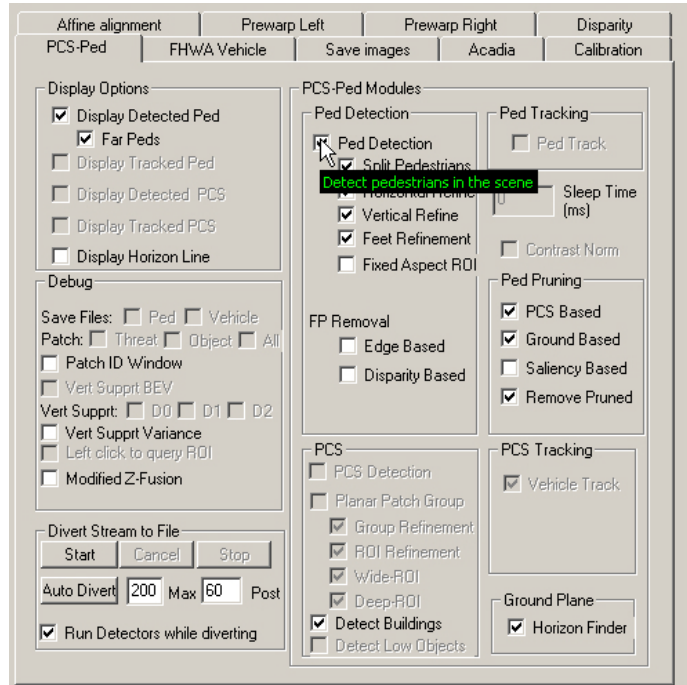 Affine alignment
Prewarp Left
Prewarp Right
Disparity
PCS-Ped
FHWA Vehicle
Save images
Acadia
Calibration
Display Options
Display Detected Ped
Far Peds
Display Tracked Ped
Display Detected PCS
Display Tracked PCS
Display Horizon Line
Debug
Save Files: Ped Vehicle
Patch: Threat Object All
Patch ID Window
Vert Supprt BEV
Vert Supprt: D0 D1 D2
Vert Supprt Variance
Left click to query ROI
Modified Z-Fusion
Divert Stream to File
Start Cancel Stop
Auto Divert 200 Max 60 Post
Run Detectors while diverting
PCS-Ped Modules
Ped Detection
Ped Detection
Split Pedestrians
Detect pedestrians in the scene
Horizontal Refine
Vertical Refine
Feet Refinement
Fixed Aspect ROI
FP Removal
Edge Based
Disparity Based
PCS
PCS Detection
Planar Patch Group
Group Refinement
ROI Refinement
Wide-ROI
Deep-ROI
Detect Buildings
Detect Low Objects
Ped Tracking
Ped Track
0 Sleep Time
(ms)
Contrast Norm
Ped Pruning
PCS Based
Ground Based
Saliency Based
Remove Pruned
PCS Tracking
Vehicle Track
Ground Plane
Horizon Finder